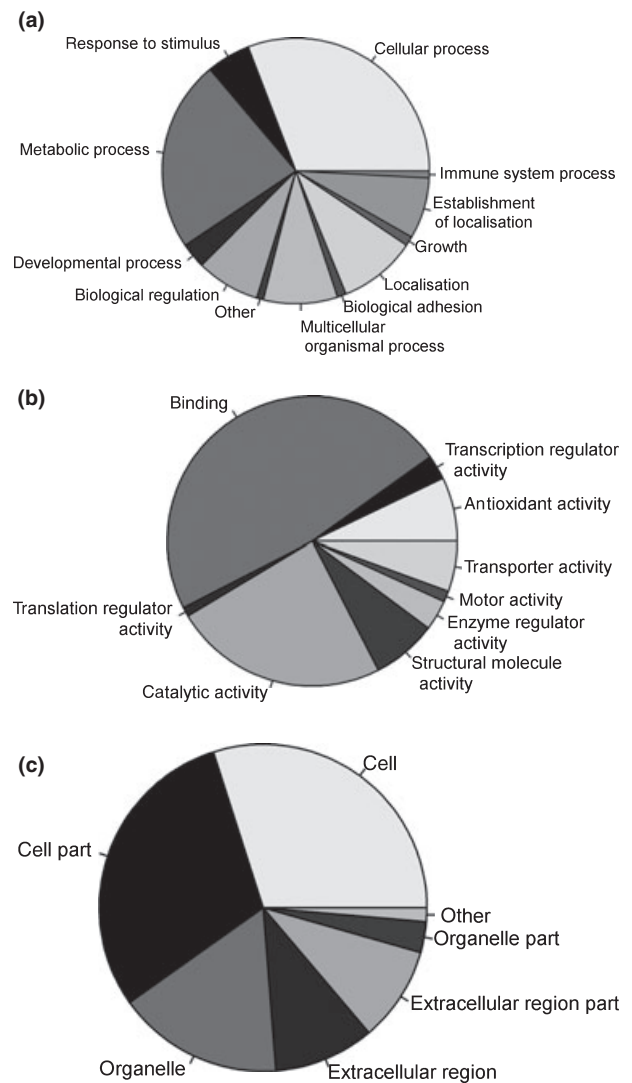 (a)
Response to stimulus
Cellular process
Metabolic process
Immune system process
Establishment
of localisation
Growth
Developmental process
Localisation
Biological regulation
Biological adhesion
Other
Multicellular
organismal process
(b)
Binding
Transcription regulator
activity
Antioxidant activity
Transporter activity
Motor activity
Translation regulator
activity
Enzyme regulator
activity
Structural molecule
activity
Catalytic activity
(c)
Cell
Cell part
Other
Organelle part
Extracellular region part
Organelle
Extracellular region